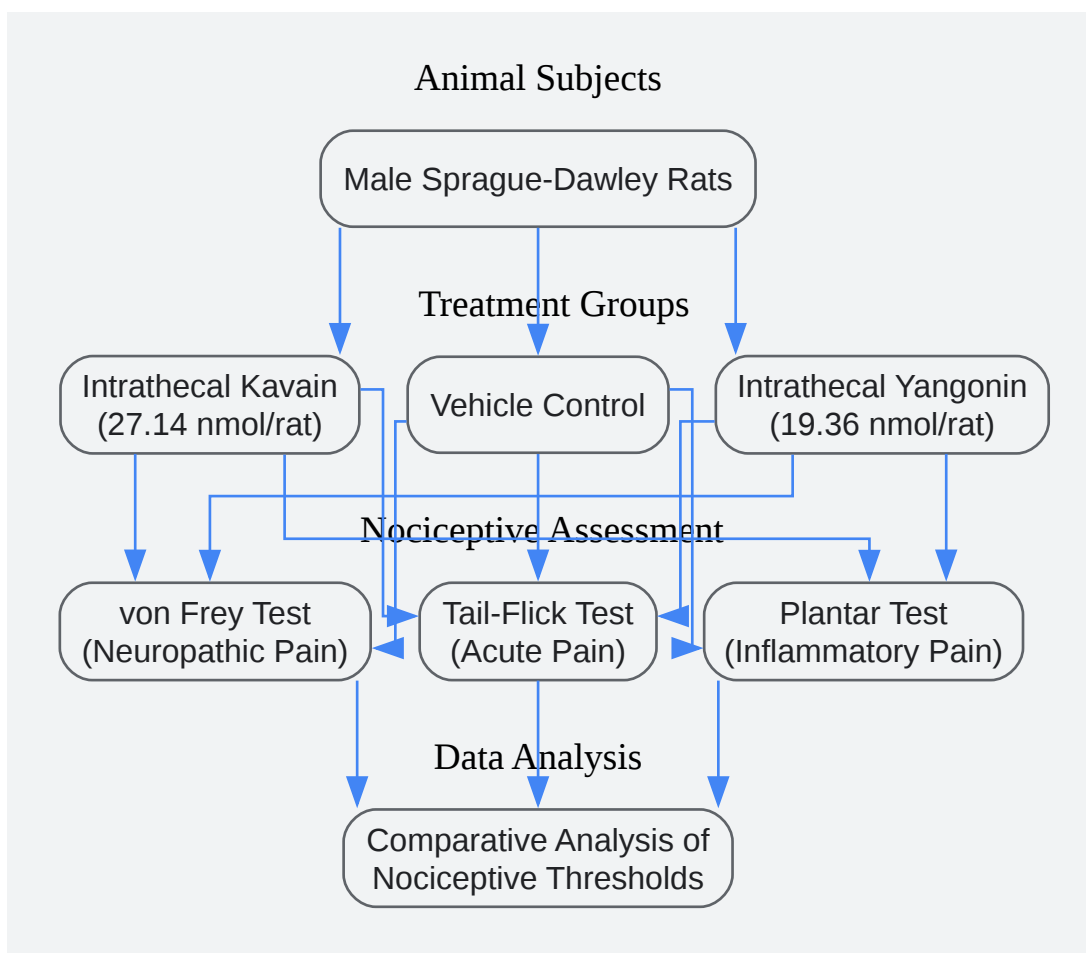 Animal Subjects
Male Sprague-Dawley Rats
Treatment Groups
Intrathecal Kavain
(27.14 nmol/rat)
Vehicle Control
Intrathecal Yangonin
(19.36 nmol/rat)
Nociceptive Assessment
von Frey Test
(Neuropathic Pain)
Tail-Flick Test
(Acute Pain)
Plantar Test
(Inflammatory Pain)
Data Analysis
Comparative Analysis of
Nociceptive Thresholds